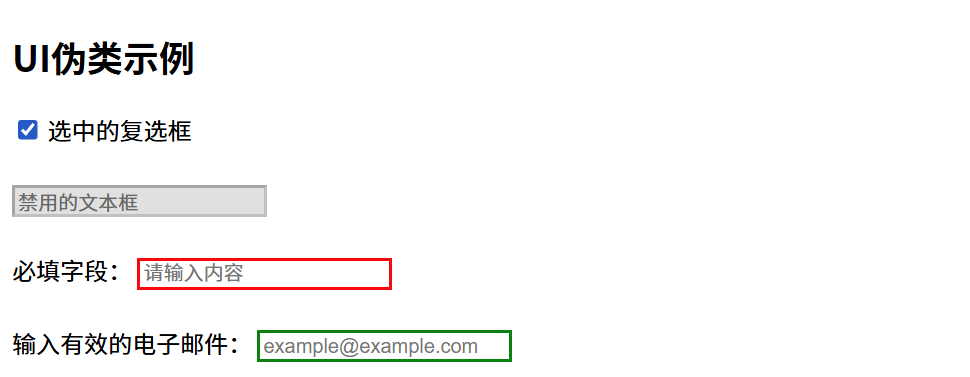 UI伪类示例
选中的复选框
禁用的文本框
必填字段： 请输入内容
输入有效的电子邮件： example@example.com